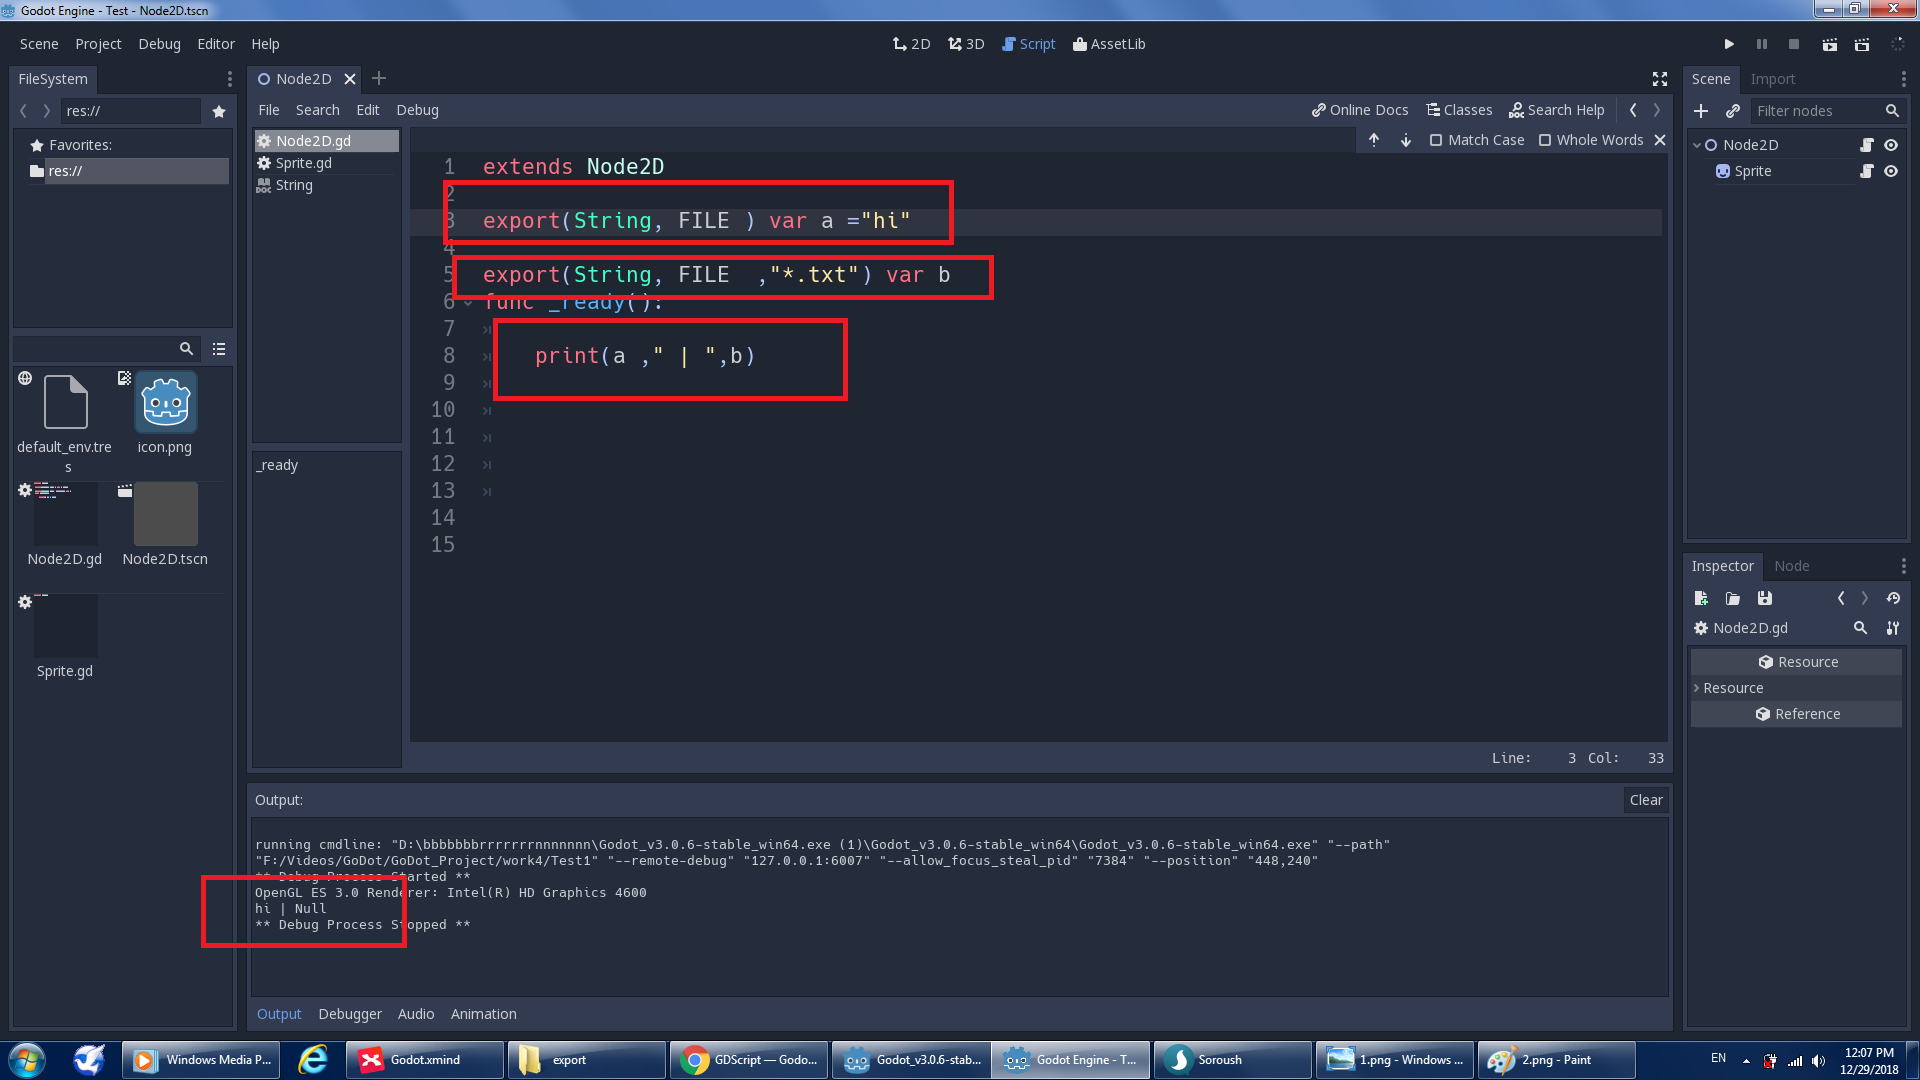 Godot Engine - Test - Node2D.tscn
Scene Project Debug Editor Help
2D 3D Script AssetLib
FileSystem
res://
Favorites:
res://
default_env.tres
icon.png
Node2D.gd
Node2D.tscn
Sprite.gd
Node2D
File Search Edit Debug
Online Docs Classes Search Help
Node2D.gd
Sprite.gd
String
_ready
Match Case Whole Words
1 extends Node2D
2
3 export(String, FILE ) var a ="hi"
4
5 export(String, FILE ,"*.txt") var b
6 func _ready():
7
8 print(a ," | ",b)
9
10
11
12
13
14
15
Line: 3 Col: 33
Output:
Clear
running cmdline: "D:\bbbbbbbrrrrrrrnnnnnnn\Godot_v3.0.6-stable_win64.exe (1)\Godot_v3.0.6-stable_win64\Godot_v3.0.6-stable_win64.exe" "--path"
"F:/Videos/GoDot/GoDot_Project/work4/Test1" "--remote-debug" "127.0.0.1:6007" "--allow_focus_steal_pid" "7384" "--position" "448,240"
** Debug Process Started **
OpenGL ES 3.0 Renderer: Intel(R) HD Graphics 4600
hi | Null
** Debug Process Stopped **
Output Debugger Audio Animation
Scene Import
Filter nodes
Node2D
Sprite
Inspector Node
Node2D.gd
Resource
Resource
Reference
Windows Media P...
Godot.xmind
export
GDScript — Godo...
Godot_v3.0.6-stab...
Godot Engine - T...
Soroush
1.png - Windows ...
2.png - Paint
EN
12:07 PM
12/29/2018